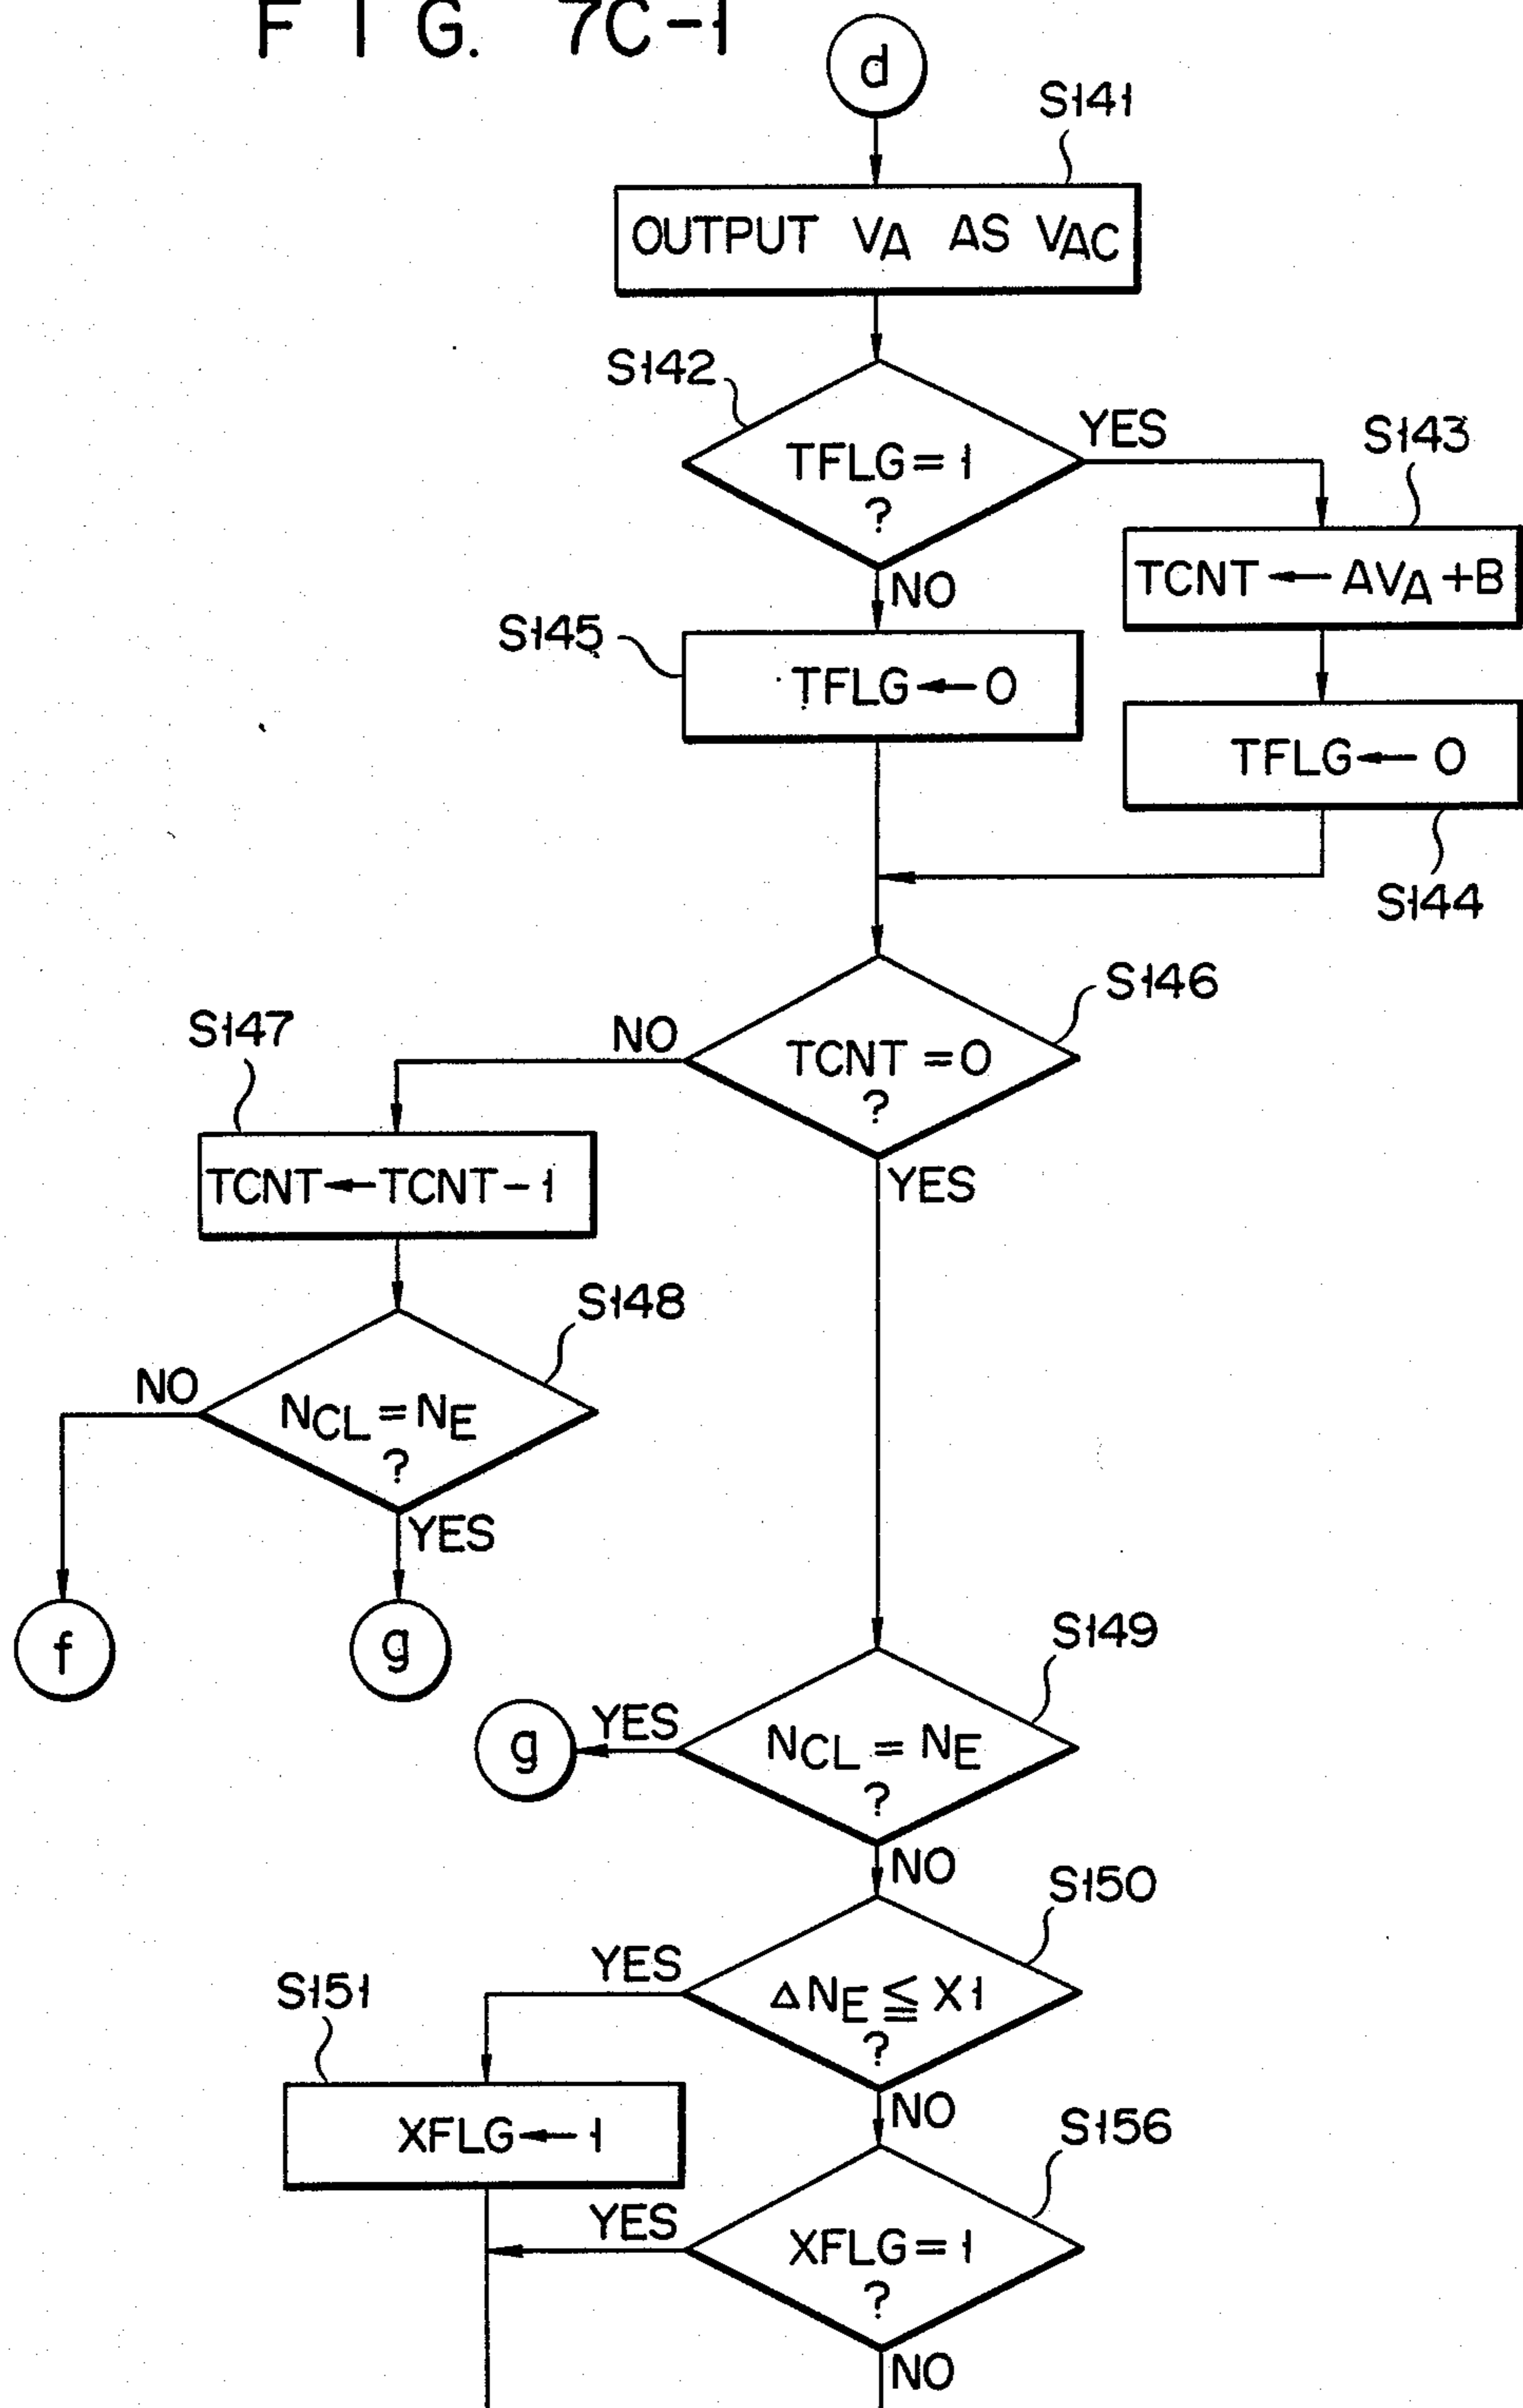 FIG. 7C-1
d
S141
OUTPUT VA AS VAC
S142
TFLG=1
?
YES
NO
S143
TCNT←AVA+B
S145
TFLG←0
TFLG←0
S144
S146
TCNT=0
?
NO
YES
S147
TCNT←TCNT-1
S148
NCL=NE
?
NO
YES
f
g
S149
NCL=NE
?
YES
g
NO
S150
ΔNE≦X1
?
YES
NO
S151
XFLG←1
S156
XFLG=1
?
YES
NO